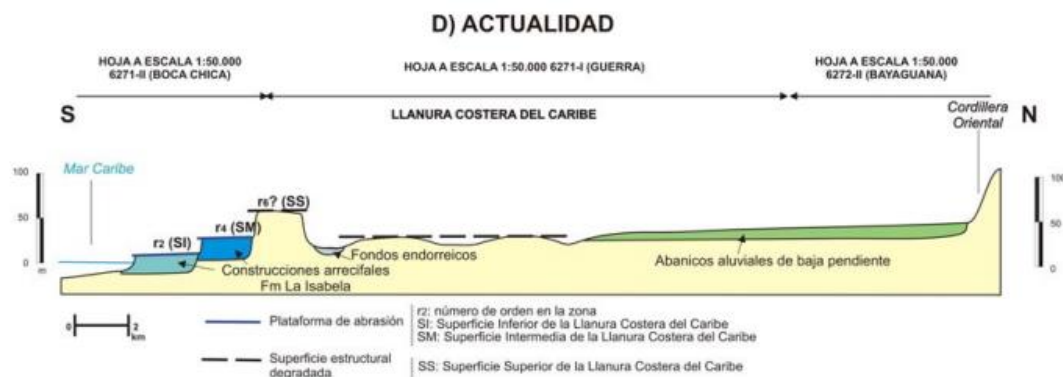 D) ACTUALIDAD
HOJA A ESCALA 1:50.000
6271-II (BOCA CHICA)
HOJA A ESCALA 1:50.000 6271-I (GUERRA)
HOJA A ESCALA 1:50.000
6272-II (BAYAGUANA)
S
LLANURA COSTERA DEL CARIBE
Cordillera
Oriental
N
Mar Caribe
100
50
0
m
r6? (SS)
r4 (SM)
r2 (SI)
Construcciones arrecifales
Fm La Isabela
Fondos endorreicos
Abanicos aluviales de baja pendiente
100
50
0
0 2
km
Plataforma de abrasión
r2: número de orden en la zona
SI: Superficie Inferior de la Llanura Costera del Caribe
SM: Superficie Intermedia de la Llanura Costera del Caribe
Superficie estructural
degradada
SS: Superficie Superior de la Llanura Costera del Caribe